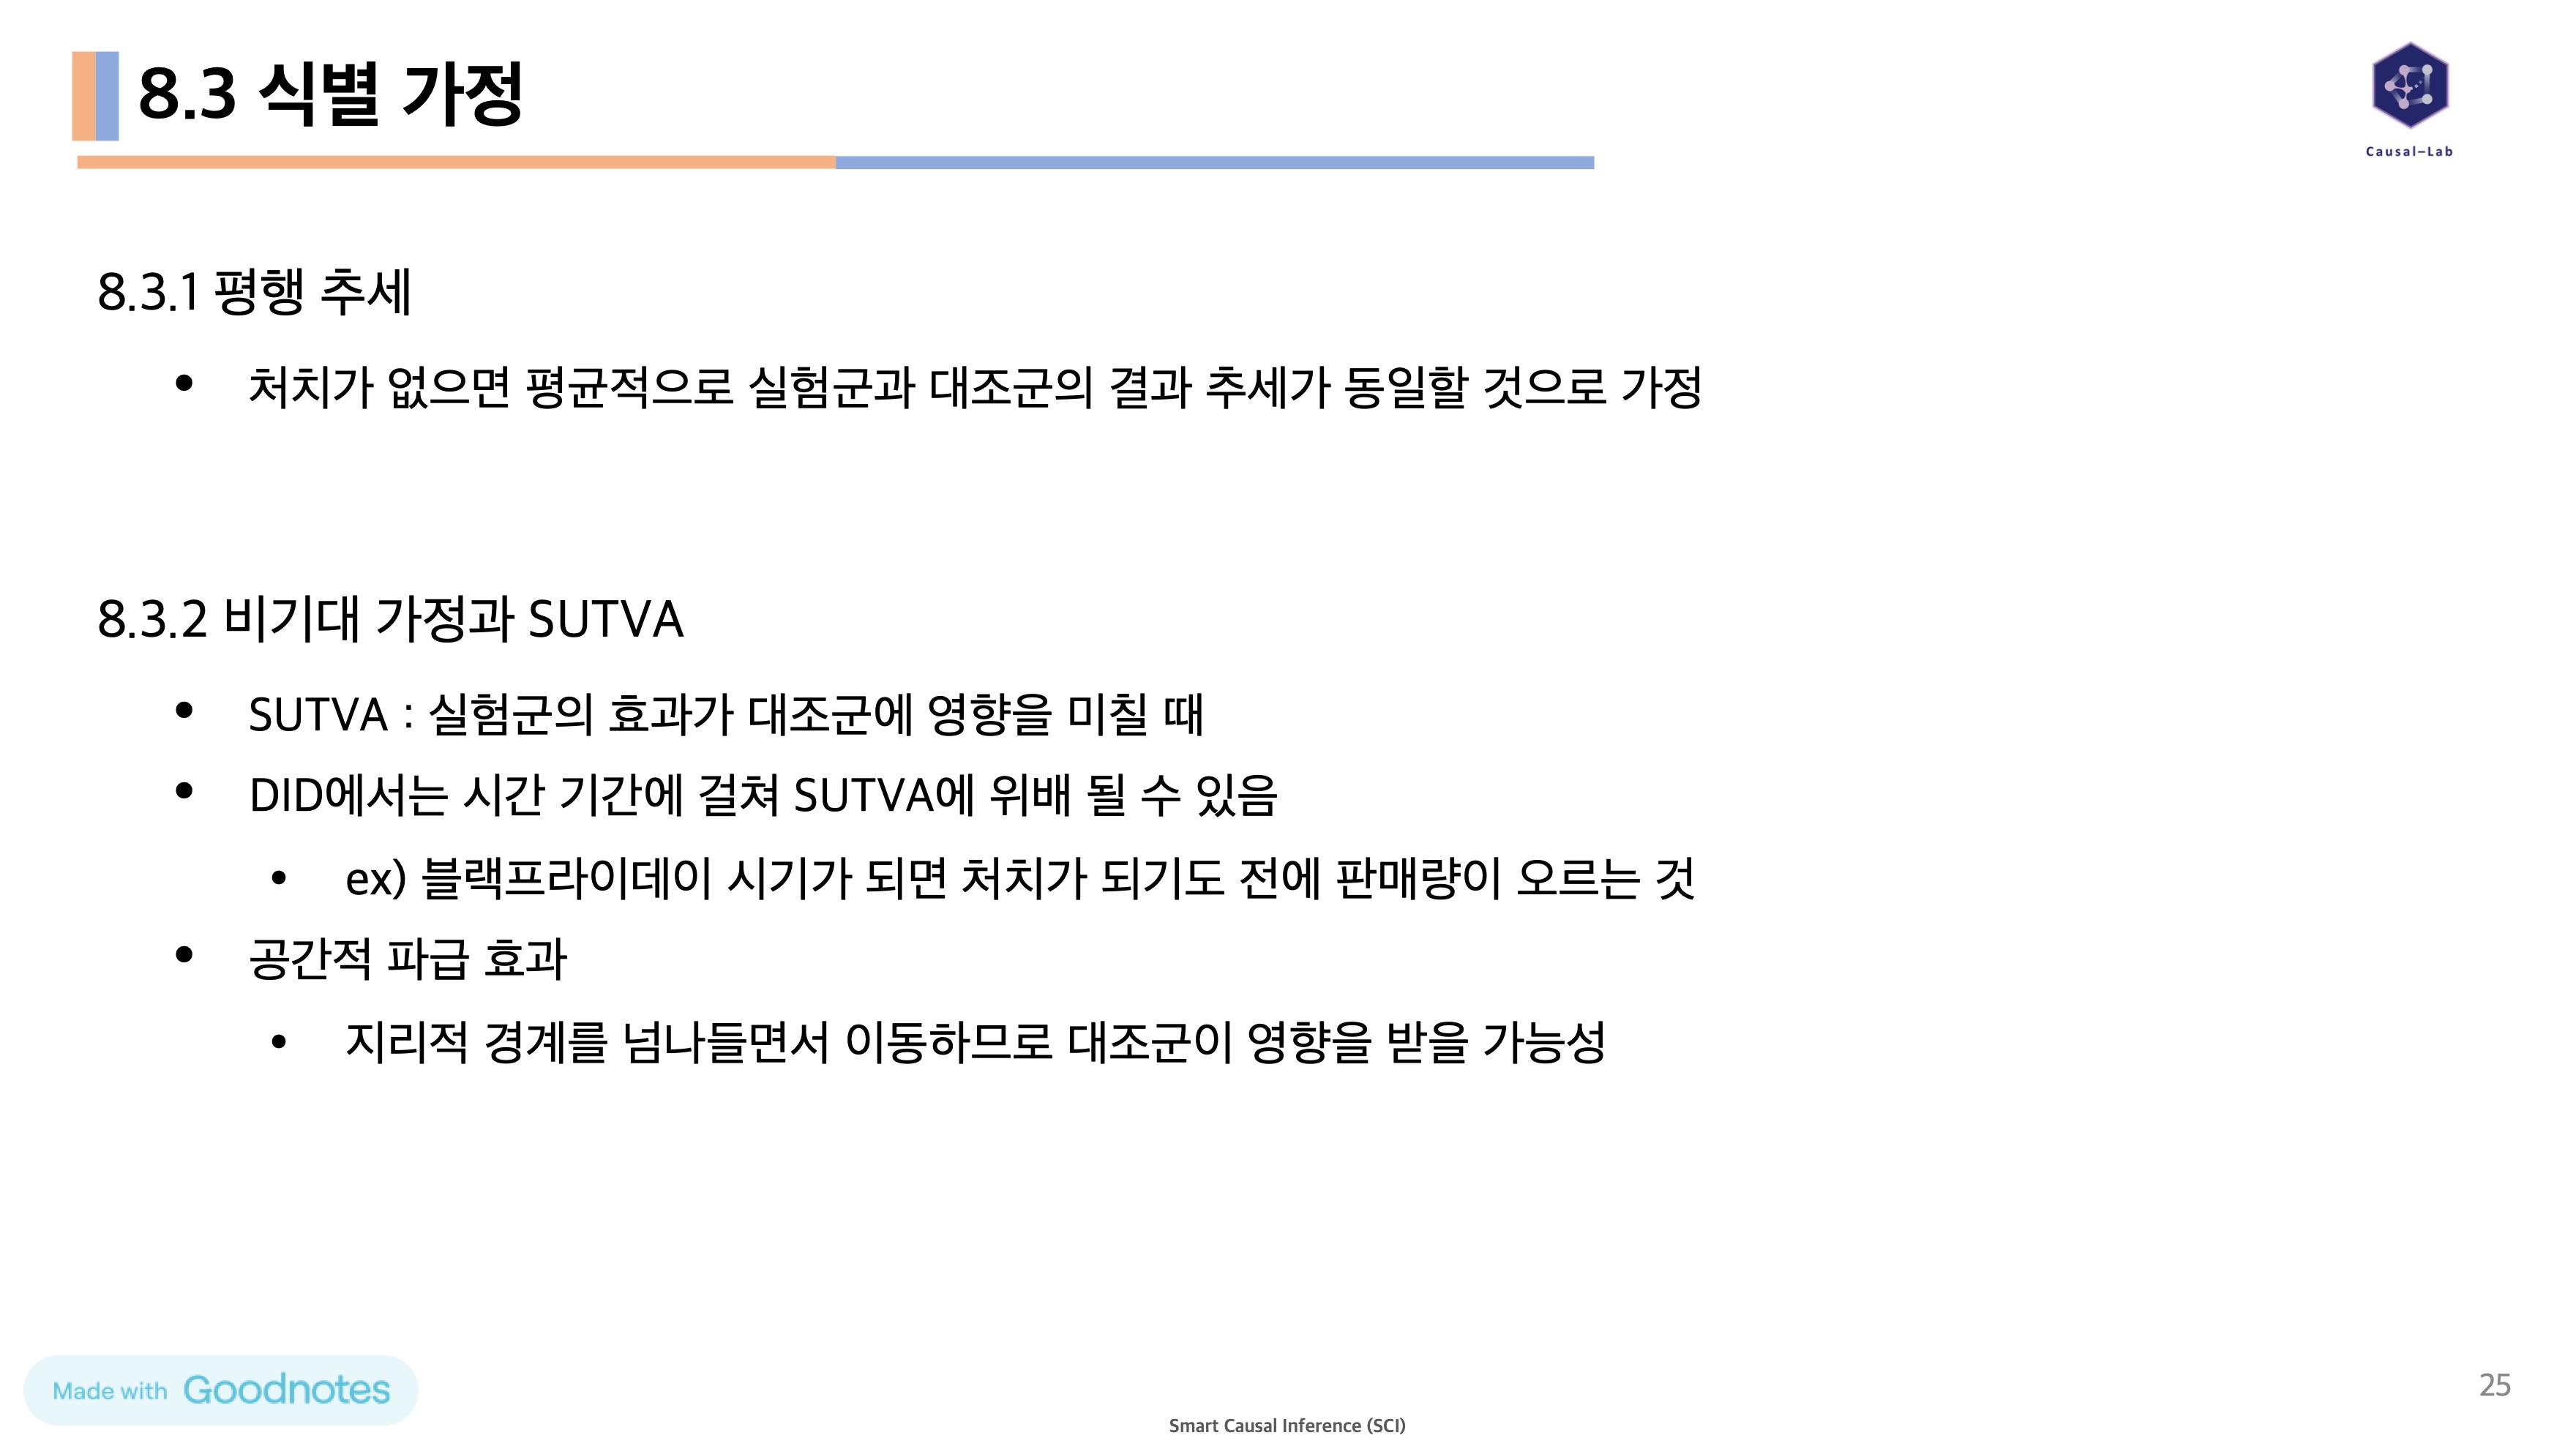 8.3 식별 가정
Causal–Lab
8.3.1 평행 추세
• 처치가 없으면 평균적으로 실험군과 대조군의 결과 추세가 동일할 것으로 가정
8.3.2 비기대 가정과 SUTVA
• SUTVA : 실험군의 효과가 대조군에 영향을 미칠 때
• DID에서는 시간 기간에 걸쳐 SUTVA에 위배 될 수 있음
• ex) 블랙프라이데이 시기가 되면 처치가 되기도 전에 판매량이 오르는 것
• 공간적 파급 효과
• 지리적 경계를 넘나들면서 이동하므로 대조군이 영향을 받을 가능성
Made with Goodnotes
25
Smart Causal Inference (SCI)